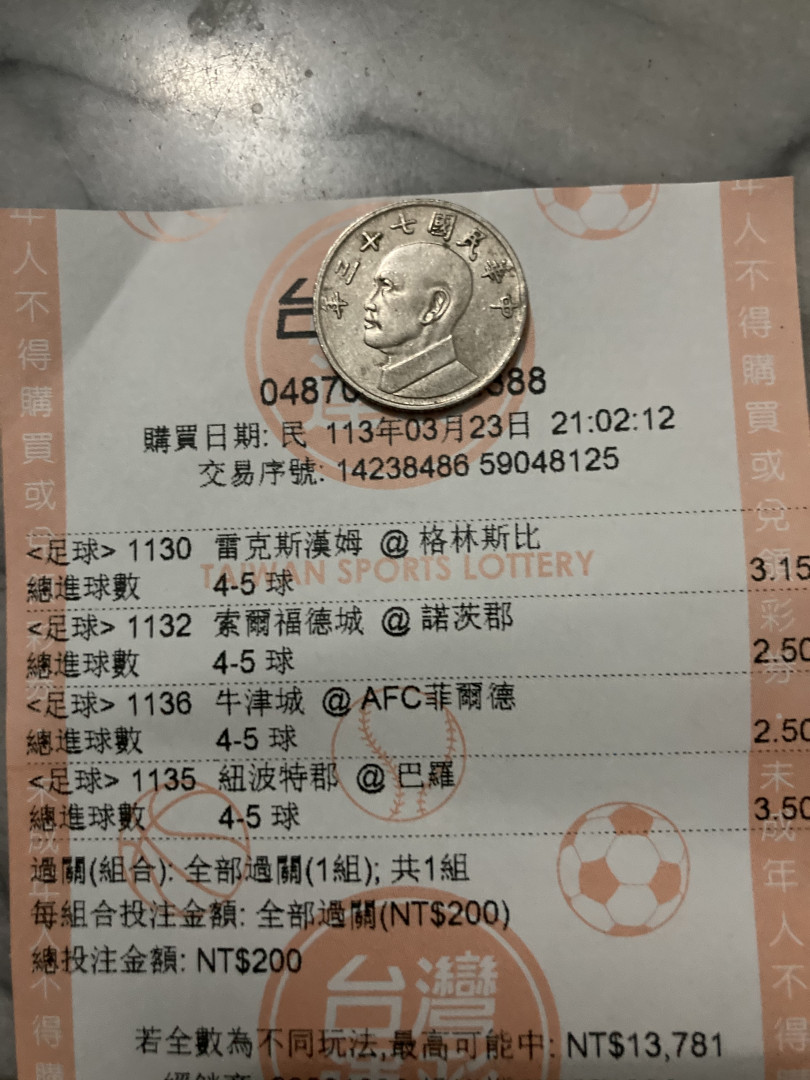 中華民國七十三年
台
0487 888
購買日期: 民 113年03月23日 21:02:12
交易序號: 14238486 59048125
<足球> 1130 雷克斯漢姆 @ 格林斯比
TAIWAN SPORTS LOTTERY
總進球數 4-5 球 3.15
<足球> 1132 索爾福德城 @ 諾茨郡
總進球數 4-5 球 2.50
<足球> 1136 牛津城 @ AFC菲爾德
總進球數 4-5 球 2.50
<足球> 1135 紐波特郡 @ 巴羅
總進球數 4-5 球 3.50
過關(組合): 全部過關(1組); 共1組
每組合投注金額: 全部過關(NT$200)
總投注金額: NT$200
台灣
若全數為不同玩法,最高可能中: NT$13,781
年人不得購買或
年人不得購買或兌領彩
未成年人不得